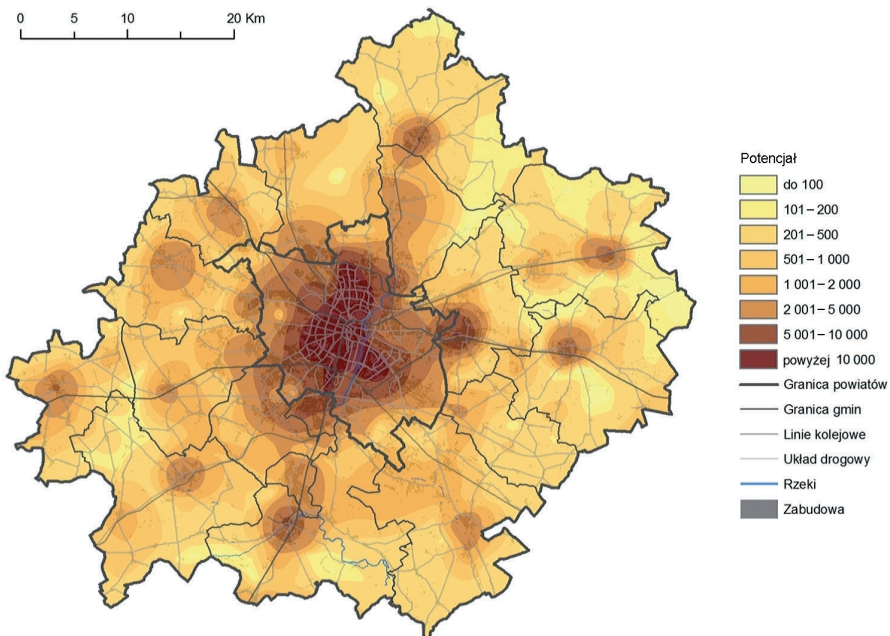 0 5 10 20 Km
Potencjał
do 100
101–200
201–500
501–1 000
1 001–2 000
2 001–5 000
5 001–10 000
powyżej 10 000
Granica powiatów
Granica gmin
Linie kolejowe
Układ drogowy
Rzeki
Zabudowa